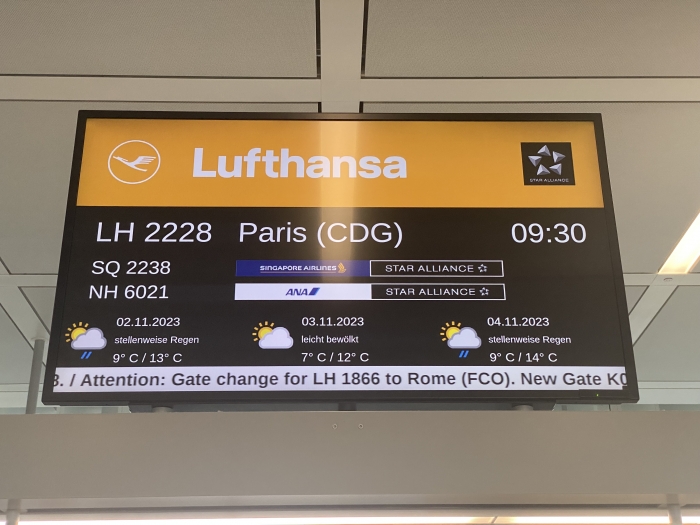 Lufthansa
STAR ALLIANCE
LH 2228 Paris (CDG) 09:30
SQ 2238 SINGAPORE AIRLINES STAR ALLIANCE
NH 6021 ANA STAR ALLIANCE
02.11.2023 03.11.2023 04.11.2023
stellenweise Regen leicht bewölkt stellenweise Regen
9° C / 13° C 7° C / 12° C 9° C / 14° C
/ Attention: Gate change for LH 1866 to Rome (FCO). New Gate